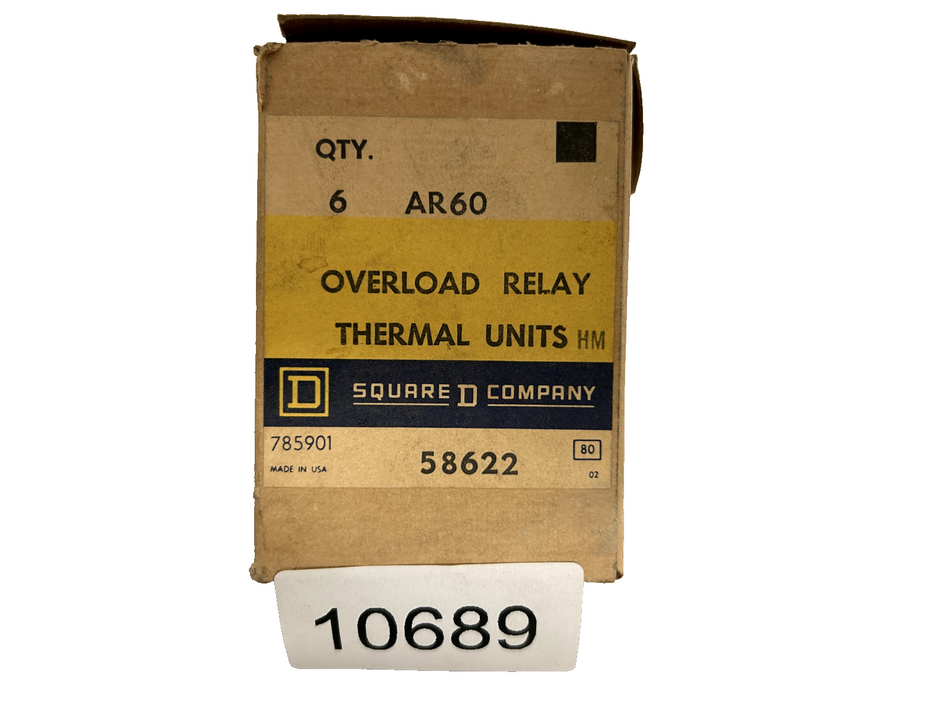 QTY.
6 AR60
OVERLOAD RELAY
THERMAL UNITS HM
D SQUARE D COMPANY
785901
MADE IN USA
58622
80
02
10689